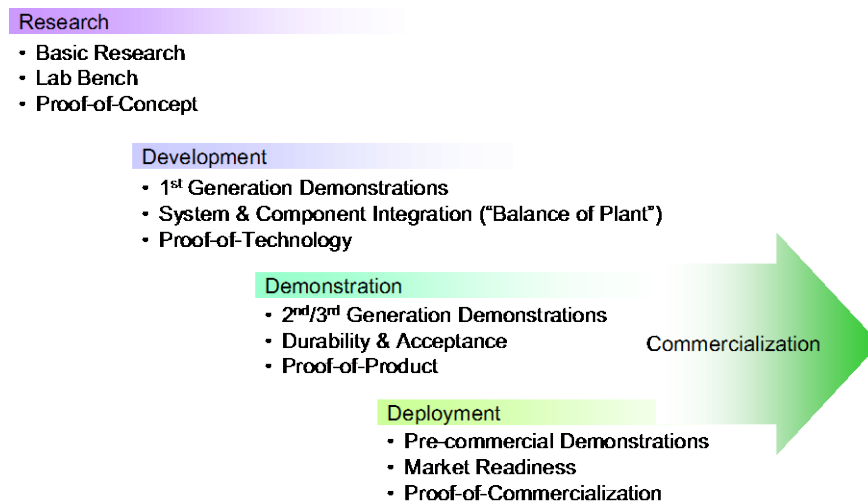 Research
• Basic Research
• Lab Bench
• Proof-of-Concept
Development
• 1st Generation Demonstrations
• System & Component Integration (“Balance of Plant”)
• Proof-of-Technology
Demonstration
• 2nd/3rd Generation Demonstrations
• Durability & Acceptance
• Proof-of-Product
Commercialization
Deployment
• Pre-commercial Demonstrations
• Market Readiness
• Proof-of-Commercialization